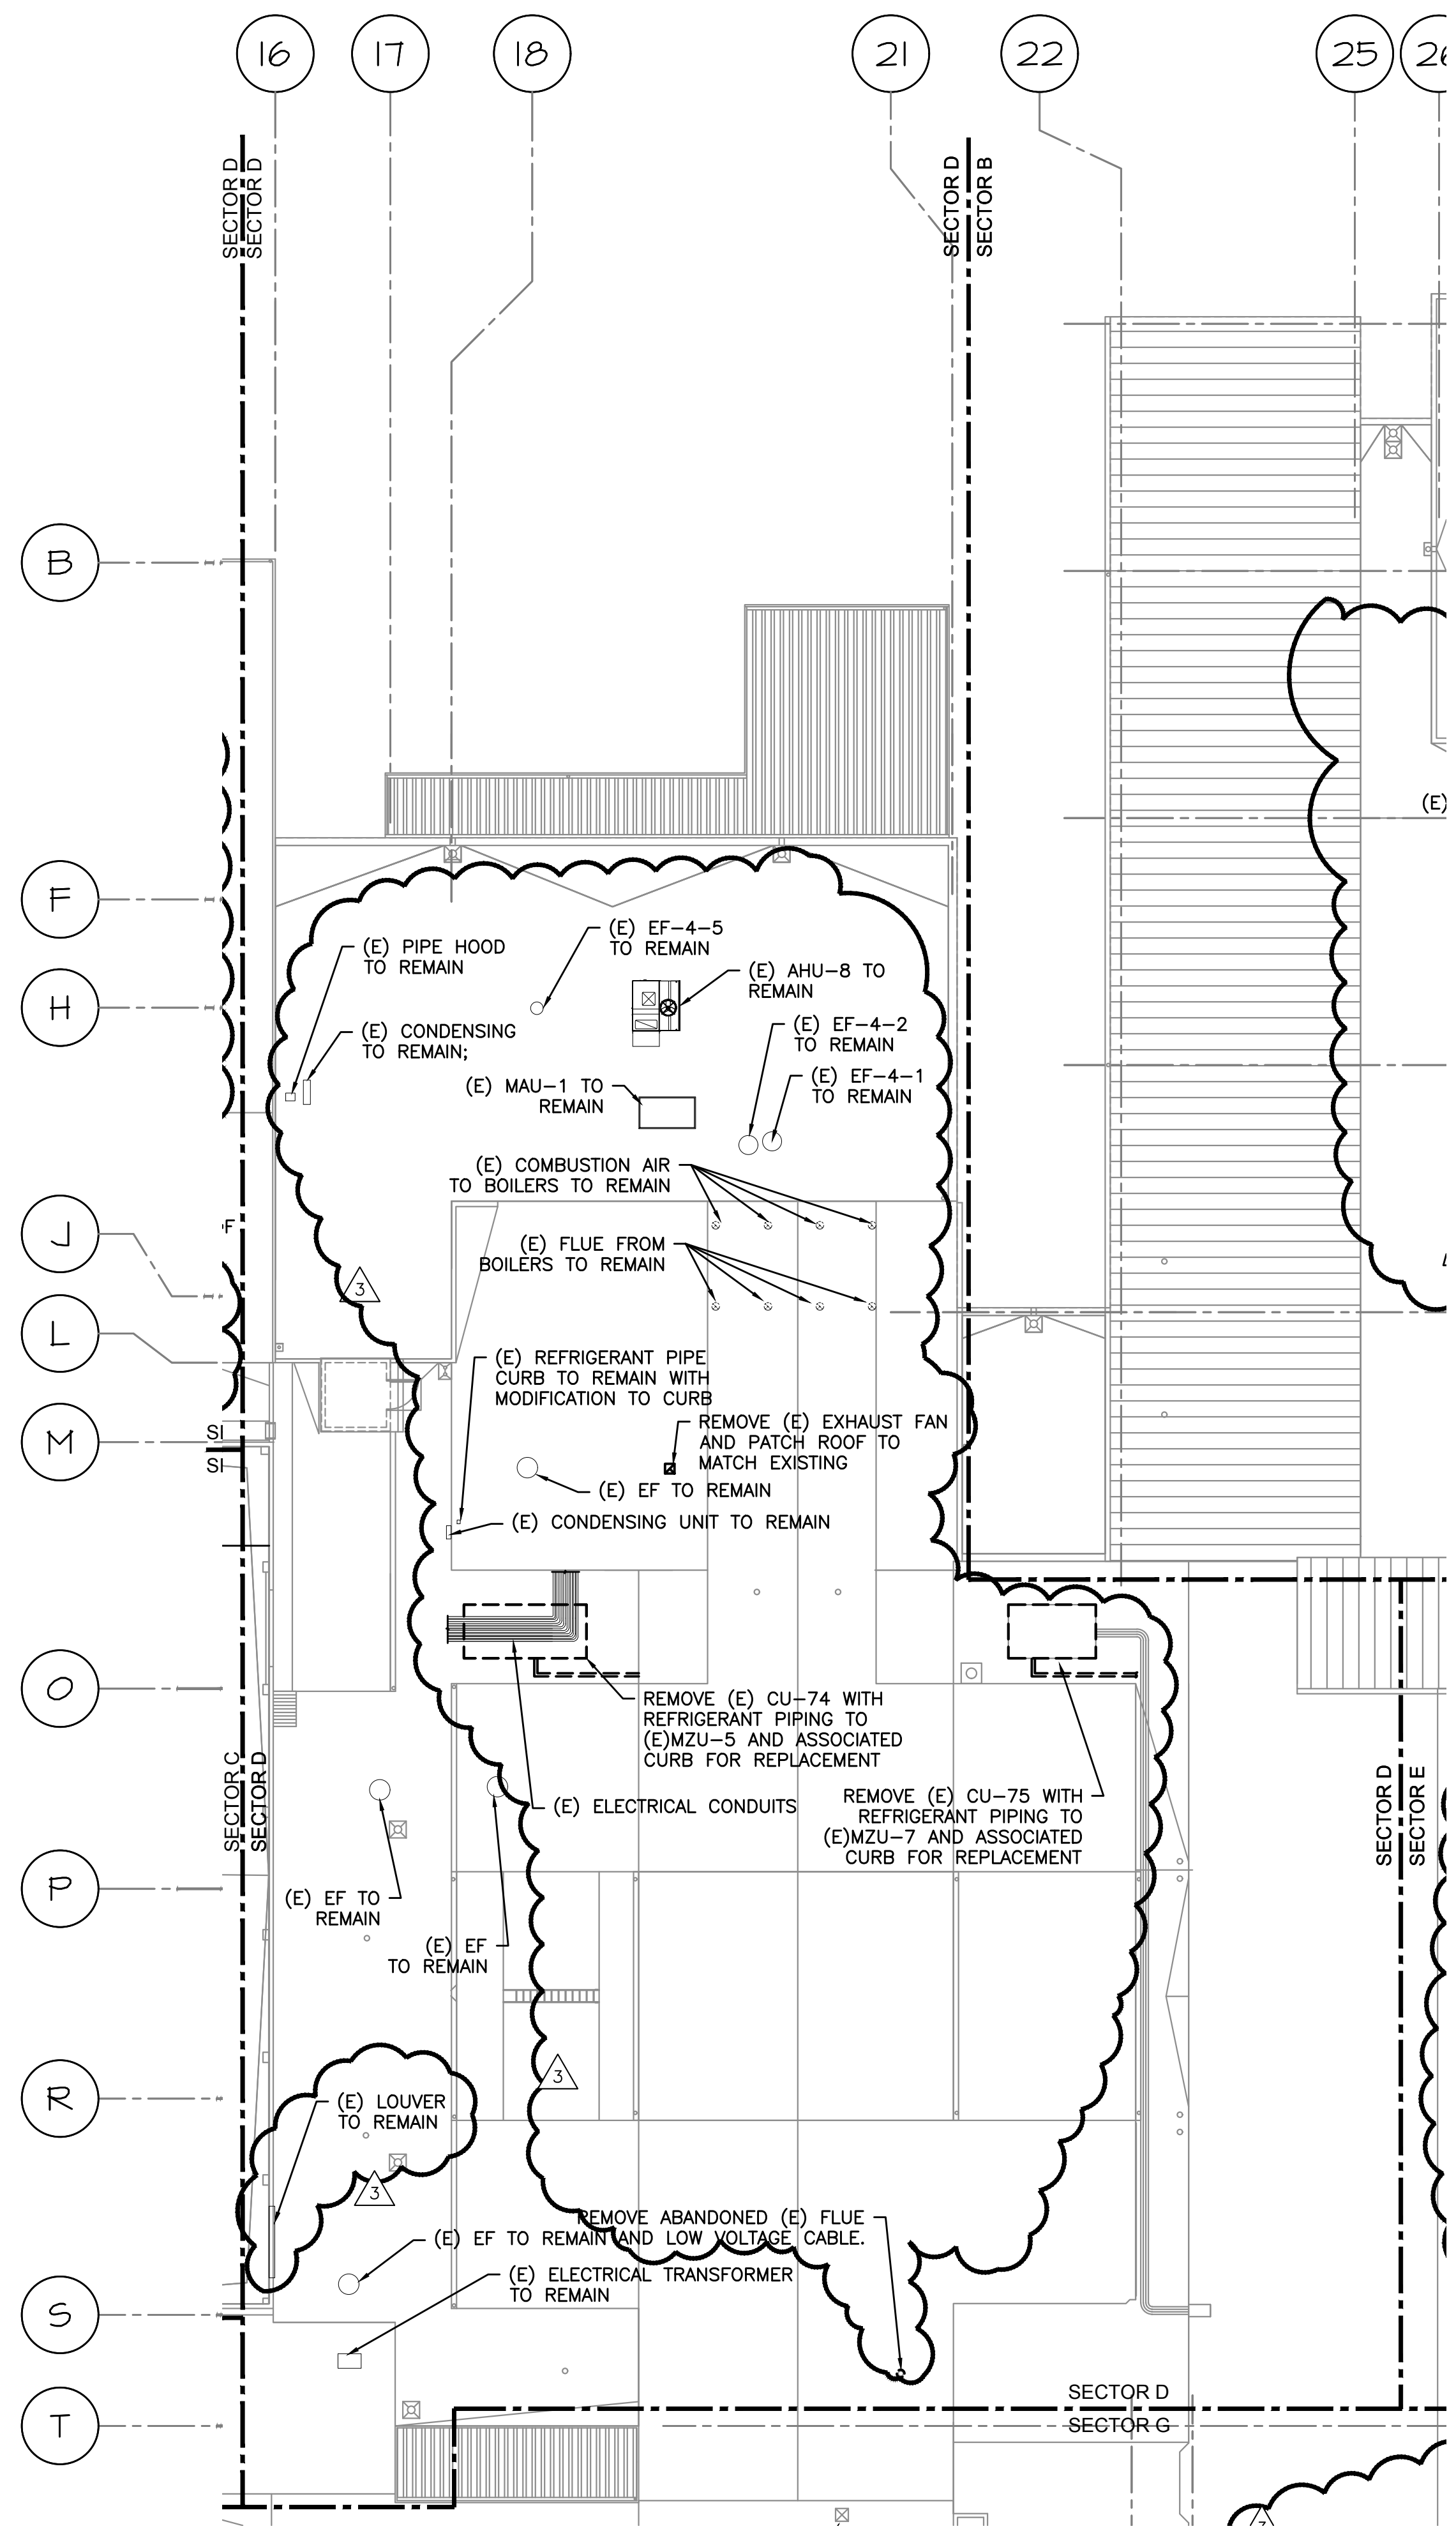 16
17
18
21
22
25
SECTOR D
SECTOR D
SECTOR D
SECTOR B
B
(E)
F
(E) EF-4-5
TO REMAIN
(E) PIPE HOOD
TO REMAIN
(E) AHU-8 TO
REMAIN
H
(E) EF-4-2
TO REMAIN
(E) CONDENSING
TO REMAIN;
(E) EF-4-1
TO REMAIN
(E) MAU-1 TO
REMAIN
(E) COMBUSTION AIR
TO BOILERS TO REMAIN
J
(E) FLUE FROM
BOILERS TO REMAIN
3
L
(E) REFRIGERANT PIPE
CURB TO REMAIN WITH
MODIFICATION TO CURB
REMOVE (E) EXHAUST FAN
AND PATCH ROOF TO
MATCH EXISTING
M
SI
SI
(E) EF TO REMAIN
(E) CONDENSING UNIT TO REMAIN
O
REMOVE (E) CU-74 WITH
REFRIGERANT PIPING TO
(E)MZU-5 AND ASSOCIATED
CURB FOR REPLACEMENT
SECTOR C
SECTOR D
(E) ELECTRICAL CONDUITS
REMOVE (E) CU-75 WITH
REFRIGERANT PIPING TO
(E)MZU-7 AND ASSOCIATED
CURB FOR REPLACEMENT
SECTOR D
SECTOR E
P
(E) EF TO
REMAIN
(E) EF
TO REMAIN
3
R
(E) LOUVER
TO REMAIN
3
REMOVE ABANDONED (E) FLUE
AND LOW VOLTAGE CABLE.
(E) EF TO REMAIN
(E) ELECTRICAL TRANSFORMER
TO REMAIN
S
SECTOR D
T
SECTOR G